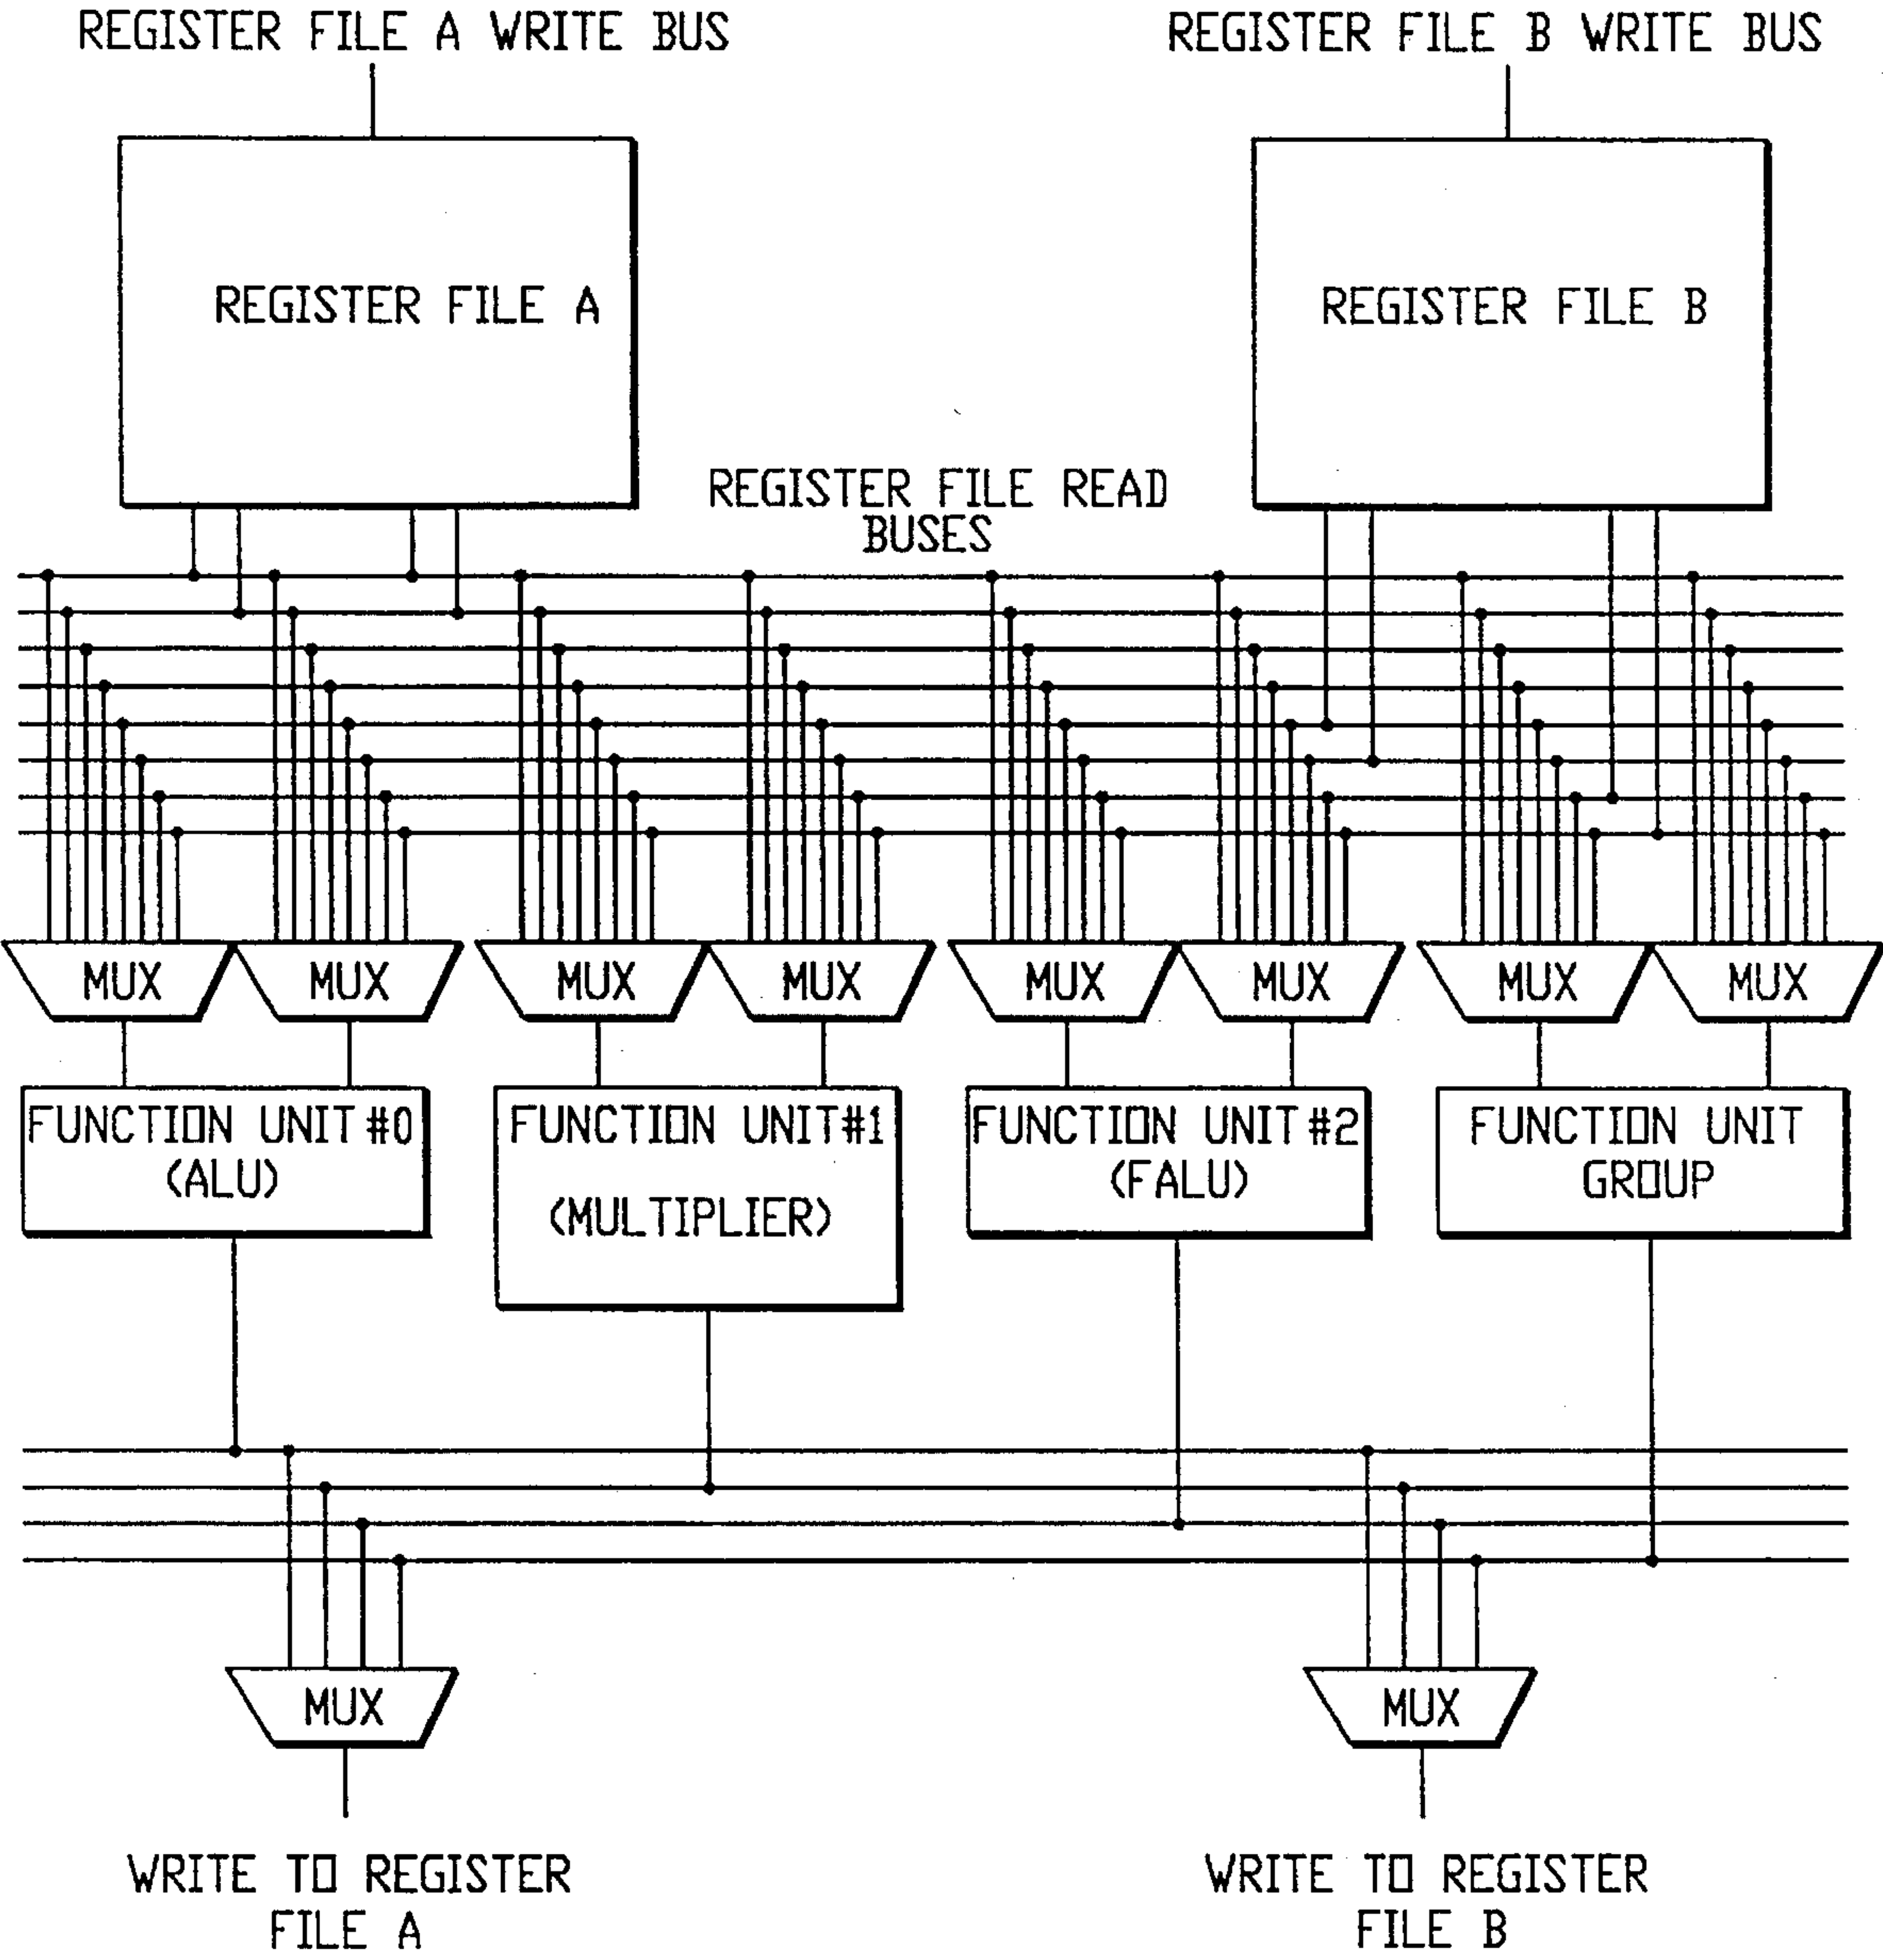 REGISTER FILE A WRITE BUS
REGISTER FILE B WRITE BUS
REGISTER FILE A
REGISTER FILE B
REGISTER FILE READ
BUSES
MUX
MUX
MUX
MUX
MUX
MUX
MUX
MUX
FUNCTION UNIT #0
(ALU)
FUNCTION UNIT#1
(MULTIPLIER)
FUNCTION UNIT #2
(FALU)
FUNCTION UNIT
GROUP
MUX
MUX
WRITE TO REGISTER
FILE A
WRITE TO REGISTER
FILE B